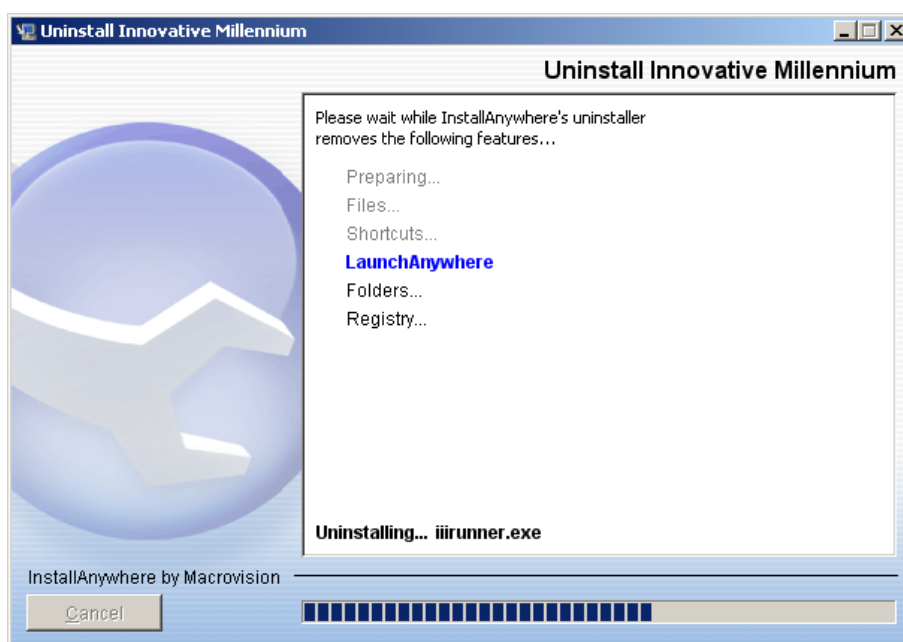 Uninstall Innovative Millennium
Uninstall Innovative Millennium
Please wait while InstallAnywhere's uninstaller
removes the following features...
Preparing...
Files...
Shortcuts...
LaunchAnywhere
Folders...
Registry...
Uninstalling... iiirunner.exe
InstallAnywhere by Macrovision
Cancel